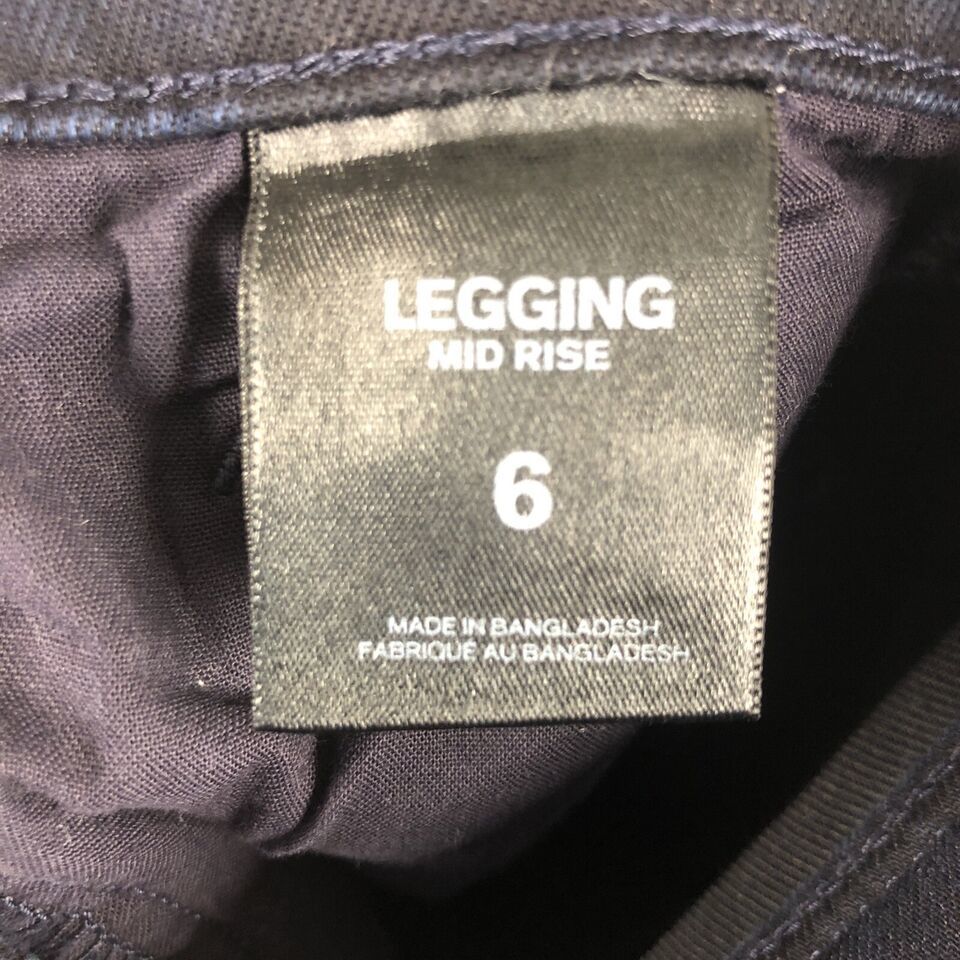 LEGGING
MID RISE
6
MADE IN BANGLADESH
FABRIQUÉ AU BANGLADESH